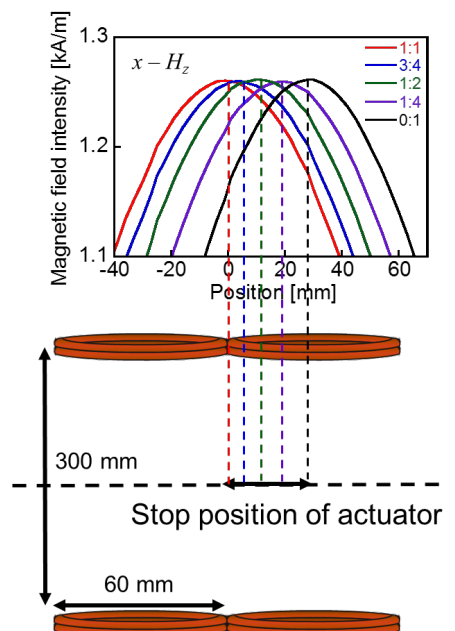 Magnetic field intensity [kA/m]
1.3
1.2
1.1
x – H_z
1:1
3:4
1:2
1:4
0:1
-40 -20 0 20 40 60
Position [mm]
300 mm
Stop position of actuator
60 mm